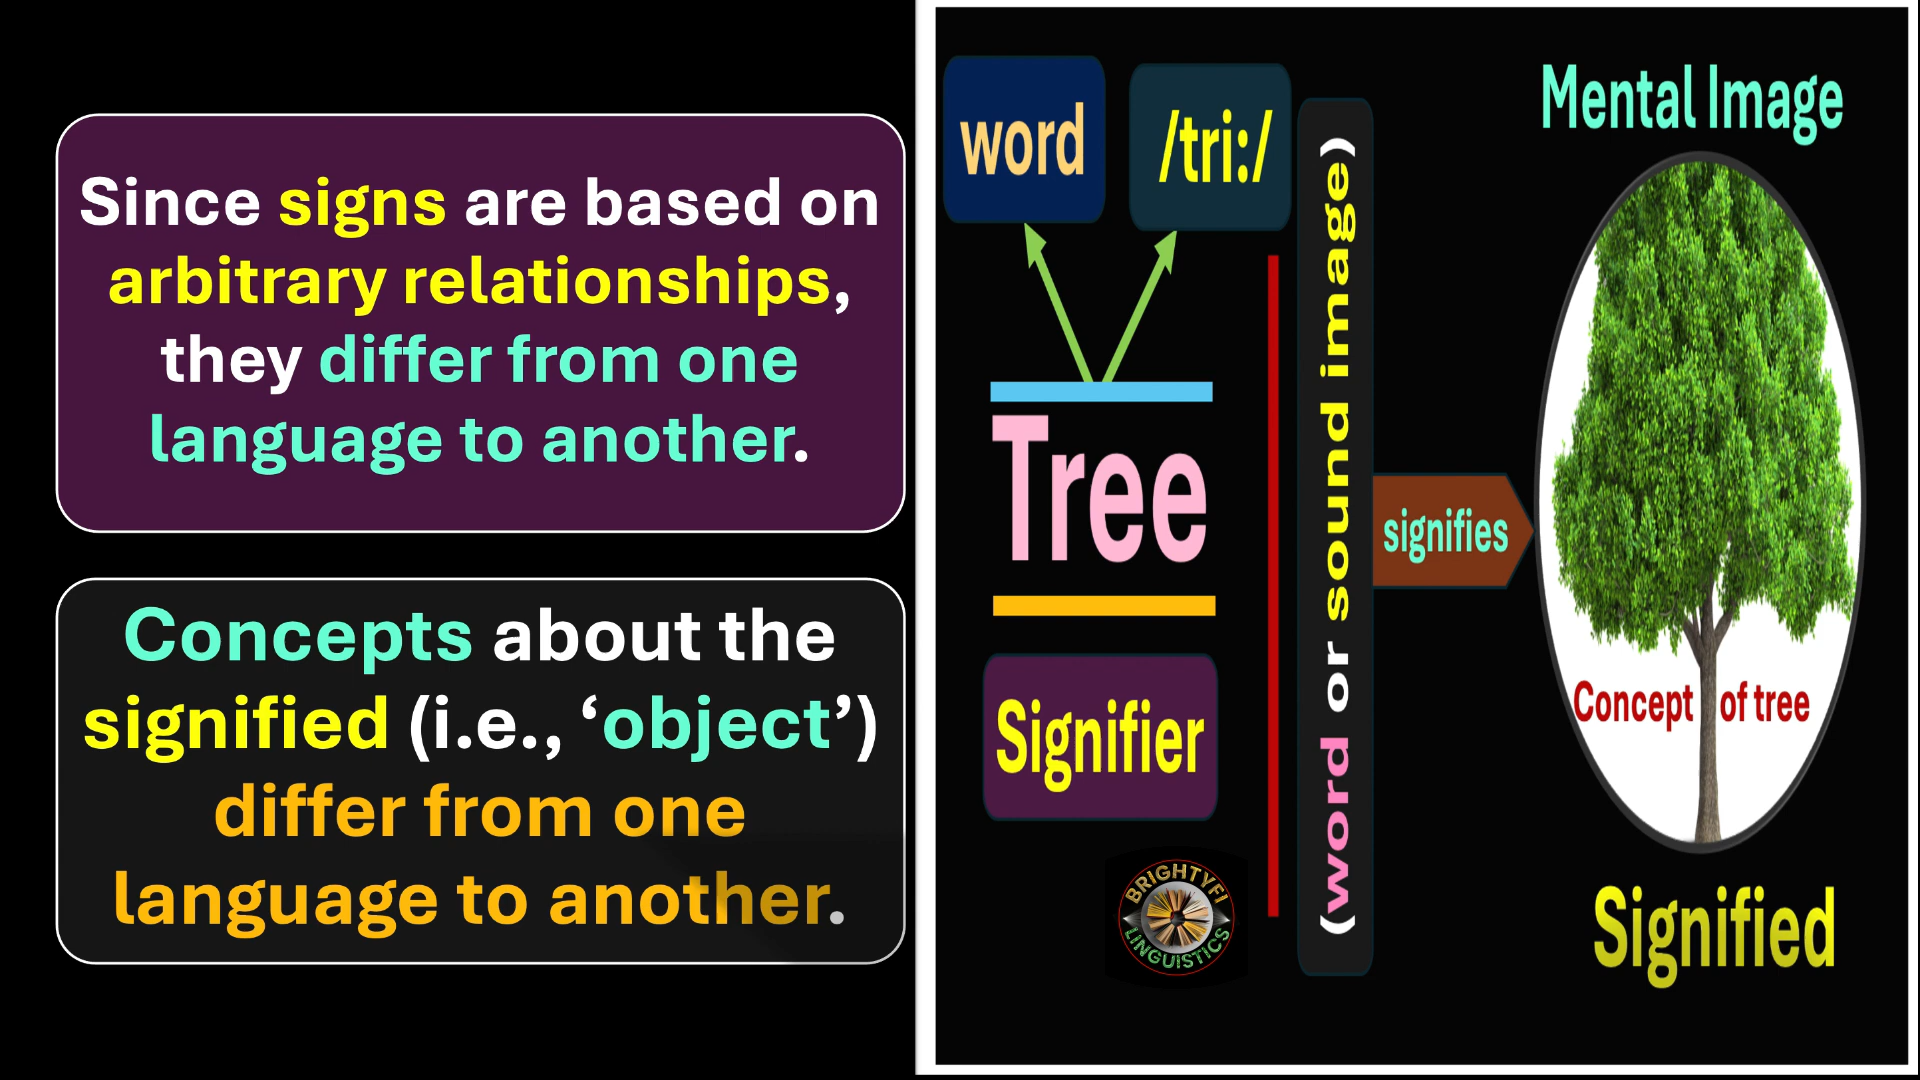 Since signs are based on
arbitrary relationships,
they differ from one
language to another.
Concepts about the
signified (i.e., ‘object’)
differ from one
language to another.
word
/tri:/
Tree
Signifier
(word or sound image)
signifies
Mental Image
Concept of tree
Signified
BRIGHTYFI
LINGUISTICS